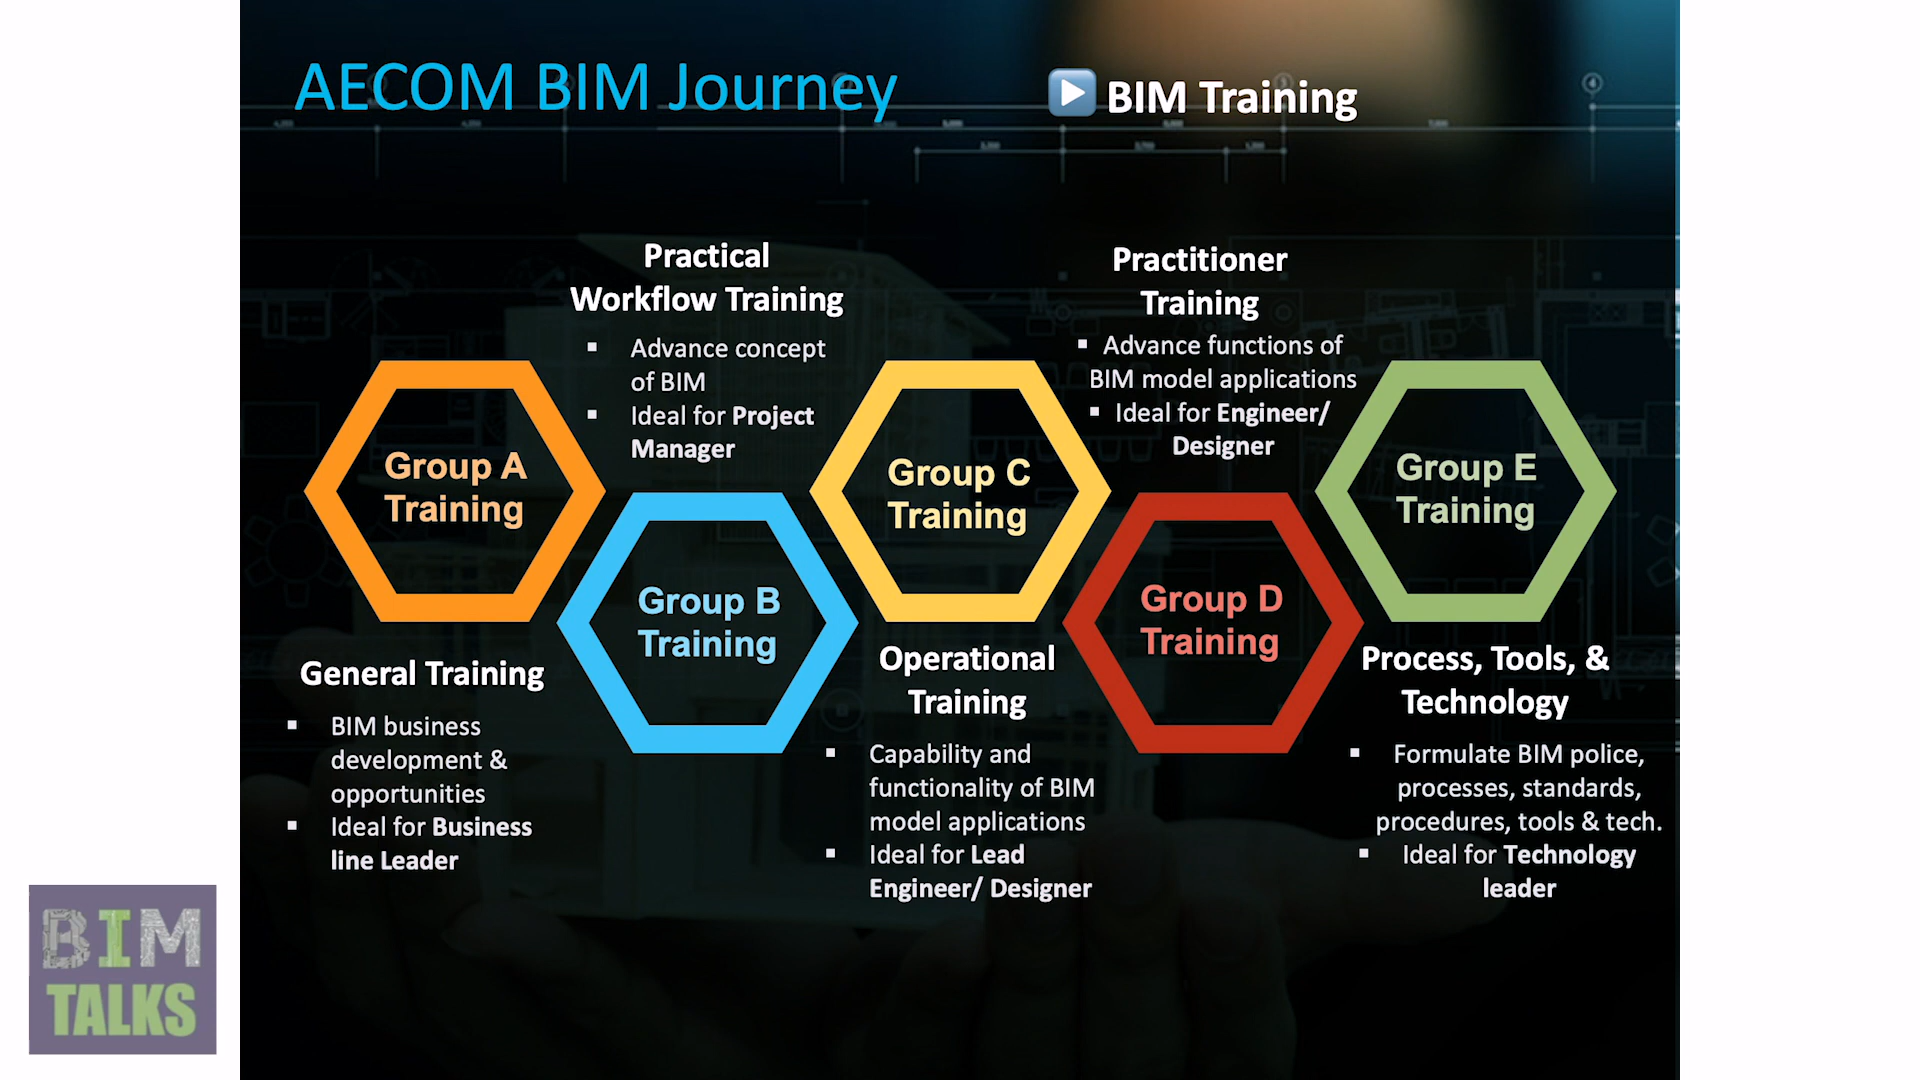 AECOM BIM Journey
BIM Training
Practical
Workflow Training
Advance concept
of BIM
Ideal for Project
Manager
Practitioner
Training
Advance functions of
BIM model applications
Ideal for Engineer/
Designer
Group A
Training
Group B
Training
Group C
Training
Group D
Training
Group E
Training
General Training
BIM business
development &
opportunities
Ideal for Business
line Leader
Operational
Training
Capability and
functionality of BIM
model applications
Ideal for Lead
Engineer/ Designer
Process, Tools, &
Technology
Formulate BIM police,
processes, standards,
procedures, tools & tech.
Ideal for Technology
leader
BIM
TALKS